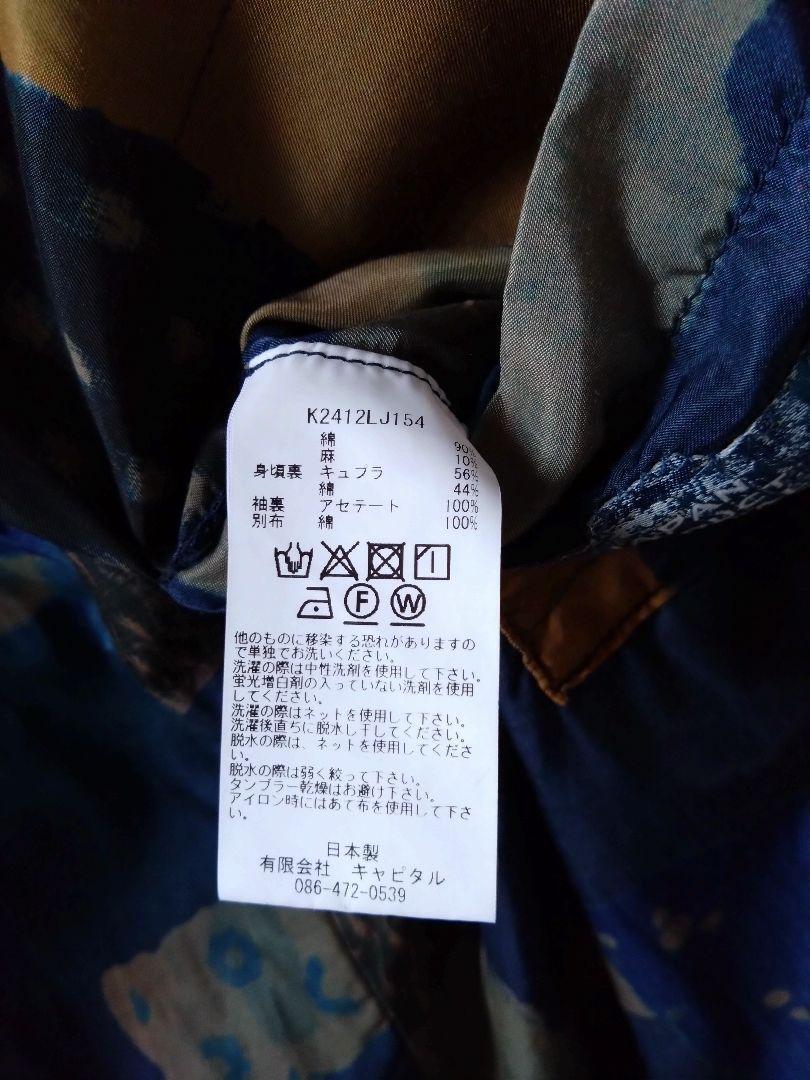 K2412LJ154
綿 90%
麻 10%
身頃裏 キュプラ 56%
綿 44%
袖裏 アセテート 100%
別布 綿 100%
F W
他のものに移染する恐れがありますの
で単独でお洗いください。
洗濯の際は中性洗剤を使用して下さい。
蛍光増白剤の入っていない洗剤を使用
してください。
洗濯の際はネットを使用して下さい。
洗濯後直ちに脱水し干してください。
脱水の際は、ネットを使用してくださ
い。
脱水の際は弱く絞って下さい。
タンブラー乾燥はお避け下さい。
アイロン時にはあて布を使用して下さ
い。
日本製
有限会社 キャピタル
086-472-0539